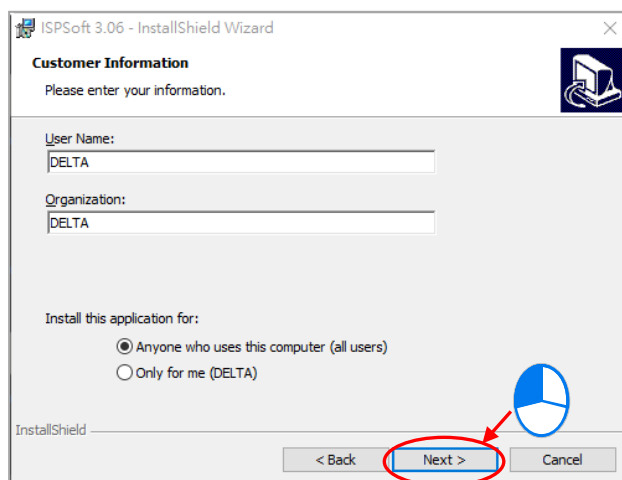 ISPSoft 3.06 - InstallShield Wizard
Customer Information
Please enter your information.
User Name:
DELTA
Organization:
DELTA
Install this application for:
Anyone who uses this computer (all users)
Only for me (DELTA)
InstallShield
< Back Next > Cancel